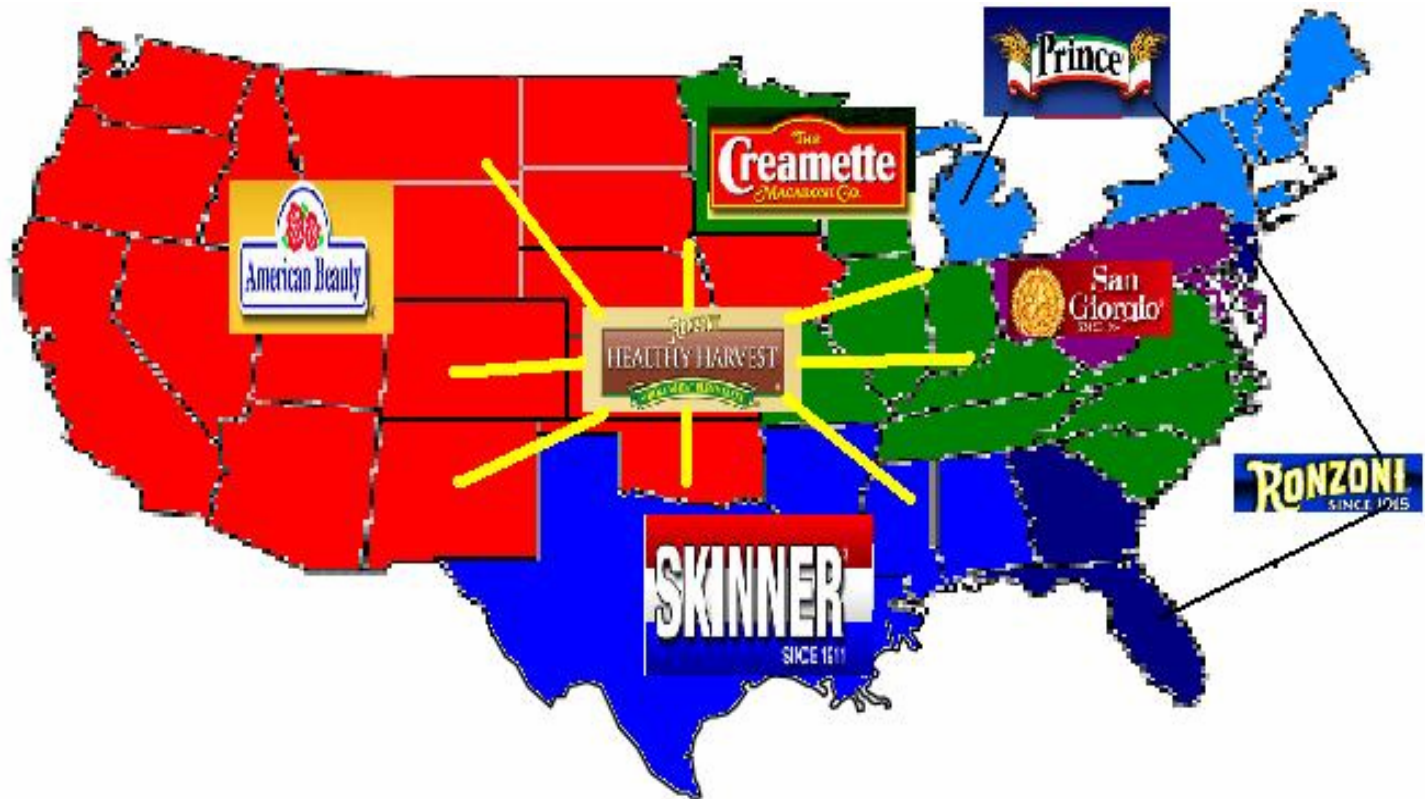 Prince
THE
Creamette
MACARONI CO.
American Beauty
San
Giorgio
HEALTHY HARVEST
RONZONI
SINCE 1915
SKINNER
SINCE 1911